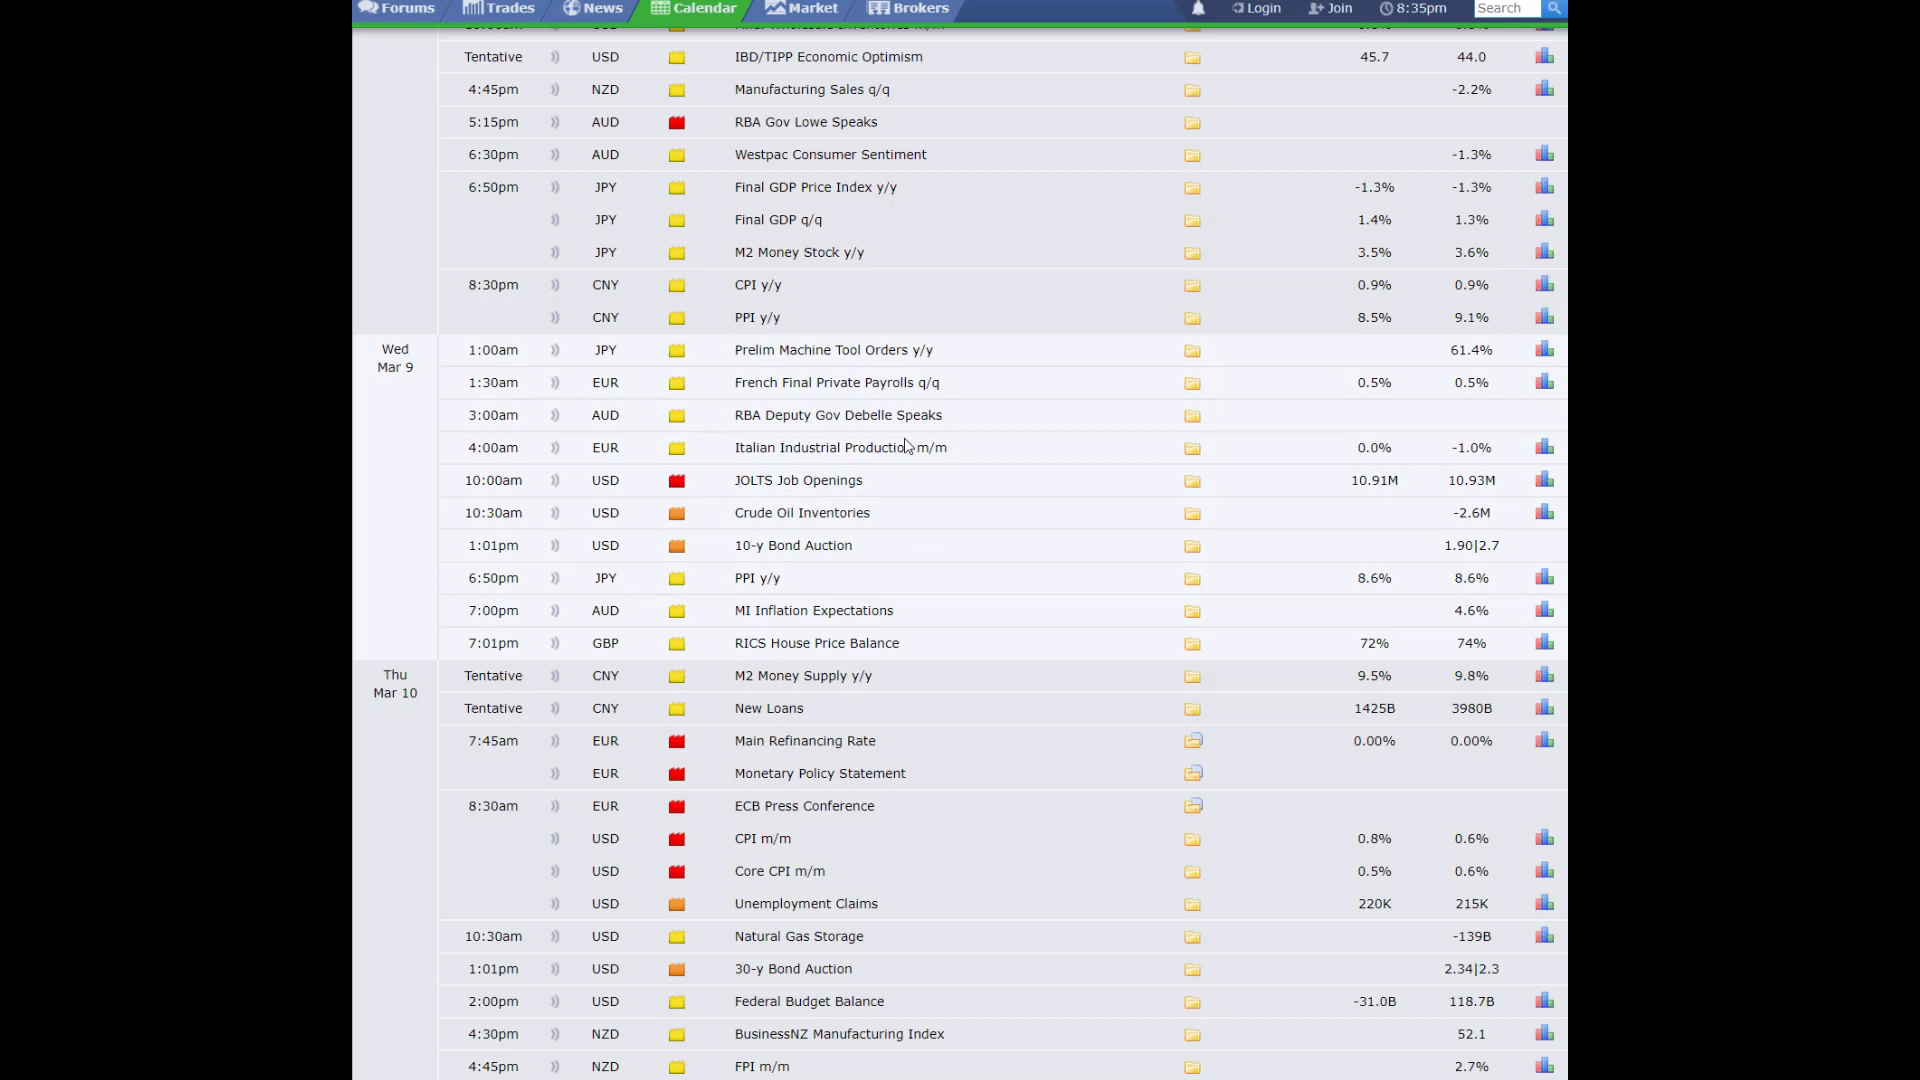 Forums Trades News Calendar Market Brokers Login Join 8:35pm Search
Tentative USD IBD/TIPP Economic Optimism 45.7 44.0
4:45pm NZD Manufacturing Sales q/q -2.2%
5:15pm AUD RBA Gov Lowe Speaks
6:30pm AUD Westpac Consumer Sentiment -1.3%
6:50pm JPY Final GDP Price Index y/y -1.3% -1.3%
JPY Final GDP q/q 1.4% 1.3%
JPY M2 Money Stock y/y 3.5% 3.6%
8:30pm CNY CPI y/y 0.9% 0.9%
CNY PPI y/y 8.5% 9.1%
Wed
Mar 9
1:00am JPY Prelim Machine Tool Orders y/y 61.4%
1:30am EUR French Final Private Payrolls q/q 0.5% 0.5%
3:00am AUD RBA Deputy Gov Debelle Speaks
4:00am EUR Italian Industrial Production m/m 0.0% -1.0%
10:00am USD JOLTS Job Openings 10.91M 10.93M
10:30am USD Crude Oil Inventories -2.6M
1:01pm USD 10-y Bond Auction 1.90|2.7
6:50pm JPY PPI y/y 8.6% 8.6%
7:00pm AUD MI Inflation Expectations 4.6%
7:01pm GBP RICS House Price Balance 72% 74%
Thu
Mar 10
Tentative CNY M2 Money Supply y/y 9.5% 9.8%
Tentative CNY New Loans 1425B 3980B
7:45am EUR Main Refinancing Rate 0.00% 0.00%
EUR Monetary Policy Statement
8:30am EUR ECB Press Conference
USD CPI m/m 0.8% 0.6%
USD Core CPI m/m 0.5% 0.6%
USD Unemployment Claims 220K 215K
10:30am USD Natural Gas Storage -139B
1:01pm USD 30-y Bond Auction 2.34|2.3
2:00pm USD Federal Budget Balance -31.0B 118.7B
4:30pm NZD BusinessNZ Manufacturing Index 52.1
4:45pm NZD FPI m/m 2.7%